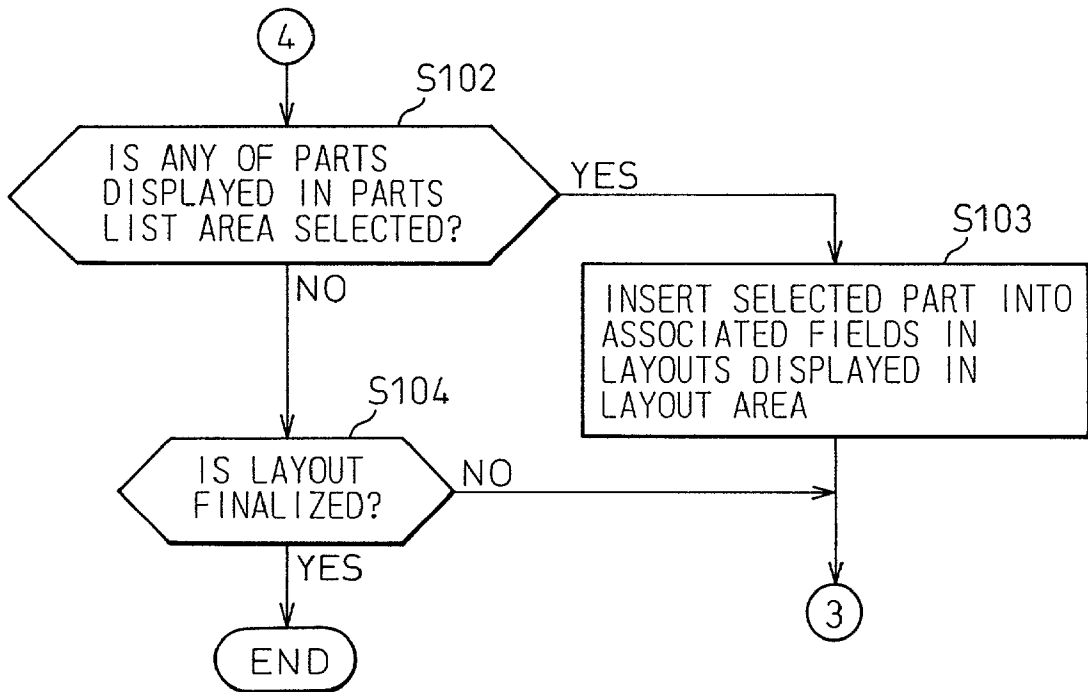 4
S102
IS ANY OF PARTS
DISPLAYED IN PARTS
LIST AREA SELECTED?
YES
S103
NO
INSERT SELECTED PART INTO
ASSOCIATED FIELDS IN
LAYOUTS DISPLAYED IN
LAYOUT AREA
S104
IS LAYOUT
FINALIZED?
NO
YES
3
END